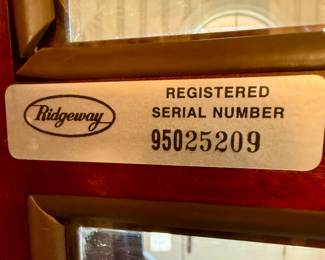 Ridgeway
REGISTERED
SERIAL NUMBER
95025209